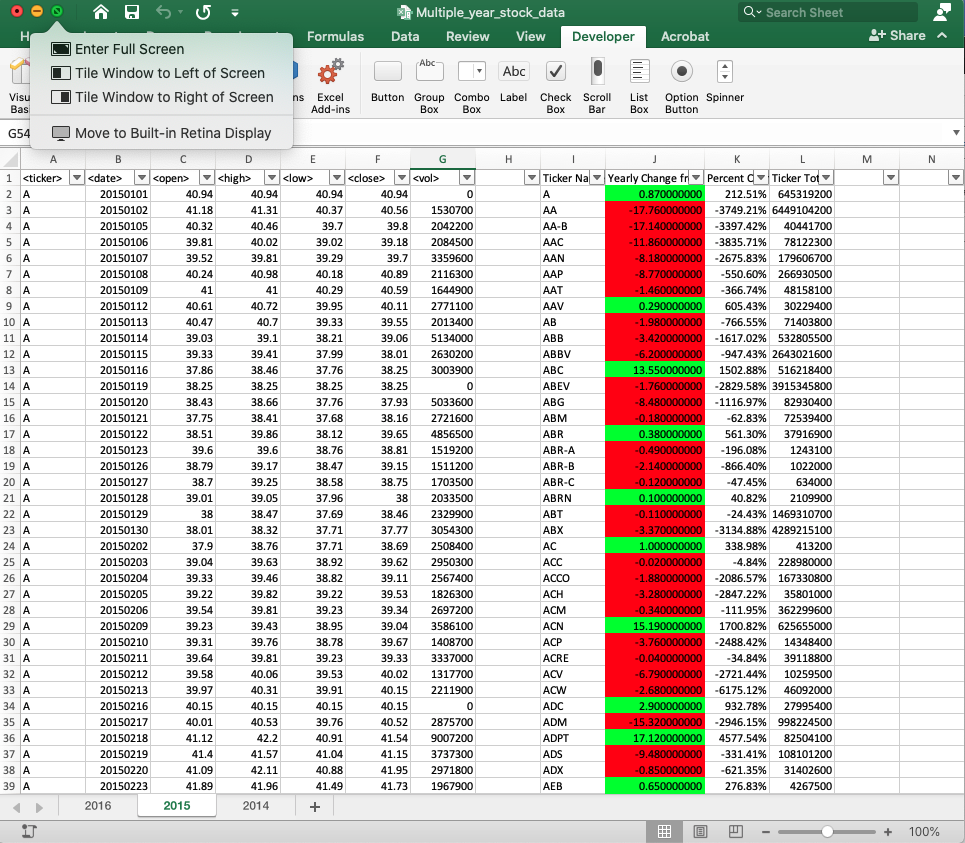 Multiple_year_stock_data
Search Sheet
Formulas Data Review View Developer Acrobat
Share
Enter Full Screen
Tile Window to Left of Screen
Tile Window to Right of Screen
Move to Built-in Retina Display
Excel Add-ins
Button
Group Box
Combo Box
Label
Check Box
Scroll Bar
List Box
Option Button
Spinner
Abc
Abc
G54
A B C D E F G H I J K L M N
1 <ticker> <date> <open> <high> <low> <close> <vol> Ticker Na Yearly Change fr Percent C Ticker Tot
2 A 20150101 40.94 40.94 40.94 40.94 0 A 0.870000000 212.51% 645319200
3 A 20150102 41.18 41.31 40.37 40.56 1530700 AA -17.760000000 -3749.21% 6449104200
4 A 20150105 40.32 40.46 39.7 39.8 2042200 AA-B -17.140000000 -3397.42% 40441700
5 A 20150106 39.81 40.02 39.02 39.18 2084500 AAC -11.860000000 -3835.71% 78122300
6 A 20150107 39.52 39.81 39.29 39.7 3359600 AAN -8.180000000 -2675.83% 179606700
7 A 20150108 40.24 40.98 40.18 40.89 2116300 AAP -8.770000000 -550.60% 266930500
8 A 20150109 41 41 40.29 40.59 1644900 AAT -1.460000000 -366.74% 48158100
9 A 20150112 40.61 40.72 39.95 40.11 2771100 AAV 0.290000000 605.43% 30229400
10 A 20150113 40.47 40.7 39.33 39.55 2013400 AB -1.980000000 -766.55% 71403800
11 A 20150114 39.03 39.1 38.21 39.06 5134000 ABB -3.420000000 -1617.02% 532805500
12 A 20150115 39.33 39.41 37.99 38.01 2630200 ABBV -6.200000000 -947.43% 2643021600
13 A 20150116 37.86 38.46 37.76 38.25 3003900 ABC 13.550000000 1502.88% 516218400
14 A 20150119 38.25 38.25 38.25 38.25 0 ABEV -1.760000000 -2829.58% 3915345800
15 A 20150120 38.43 38.66 37.76 37.93 5033600 ABG -8.480000000 -1116.97% 82930400
16 A 20150121 37.75 38.41 37.68 38.16 2721600 ABM -0.180000000 -62.83% 72539400
17 A 20150122 38.51 39.86 38.12 39.65 4856500 ABR 0.380000000 561.30% 37916900
18 A 20150123 39.6 39.6 38.76 38.81 1519200 ABR-A -0.490000000 -196.08% 1243100
19 A 20150126 38.79 39.17 38.47 39.15 1511200 ABR-B -2.140000000 -866.40% 1022000
20 A 20150127 38.7 39.25 38.58 38.75 1703500 ABR-C -0.120000000 -47.45% 634000
21 A 20150128 39.01 39.05 37.96 38 2033500 ABRN 0.100000000 40.82% 2109900
22 A 20150129 38 38.47 37.69 38.46 2329900 ABT -0.110000000 -24.43% 1469310700
23 A 20150130 38.01 38.32 37.71 37.77 3054300 ABX -3.370000000 -3134.88% 4289215100
24 A 20150202 37.9 38.76 37.71 38.69 2508400 AC 1.000000000 338.98% 413200
25 A 20150203 39.04 39.63 38.92 39.62 2950300 ACC -0.020000000 -4.84% 228980000
26 A 20150204 39.33 39.46 38.82 39.11 2567400 ACCO -1.880000000 -2086.57% 167330800
27 A 20150205 39.22 39.82 39.22 39.53 1826300 ACH -3.280000000 -2847.22% 35801000
28 A 20150206 39.54 39.81 39.23 39.34 2697200 ACM -0.340000000 -111.95% 362299600
29 A 20150209 39.23 39.43 38.95 39.04 3586100 ACN 15.190000000 1700.82% 625655000
30 A 20150210 39.31 39.76 38.78 39.67 1408700 ACP -3.760000000 -2488.42% 14348400
31 A 20150211 39.64 39.81 39.23 39.33 3337000 ACRE -0.040000000 -34.84% 39118800
32 A 20150212 39.58 40.06 39.53 40.02 1317700 ACV -6.790000000 -2721.44% 10259500
33 A 20150213 39.97 40.31 39.91 40.15 2211900 ACW -2.680000000 -6175.12% 46092000
34 A 20150216 40.15 40.15 40.15 40.15 0 ADC 2.900000000 932.78% 27995400
35 A 20150217 40.01 40.53 39.76 40.52 2875700 ADM -15.320000000 -2946.15% 998224500
36 A 20150218 41.12 42.2 40.91 41.54 9007200 ADPT 17.120000000 4577.54% 82504100
37 A 20150219 41.4 41.57 41.04 41.15 3737300 ADS -9.480000000 -331.41% 108101200
38 A 20150220 41.09 42.11 40.88 41.95 2971800 ADX -0.850000000 -621.35% 31402600
39 A 20150223 41.89 41.96 41.49 41.73 1967900 AEB 0.650000000 276.83% 4267500
2016 2015 2014 +
100%